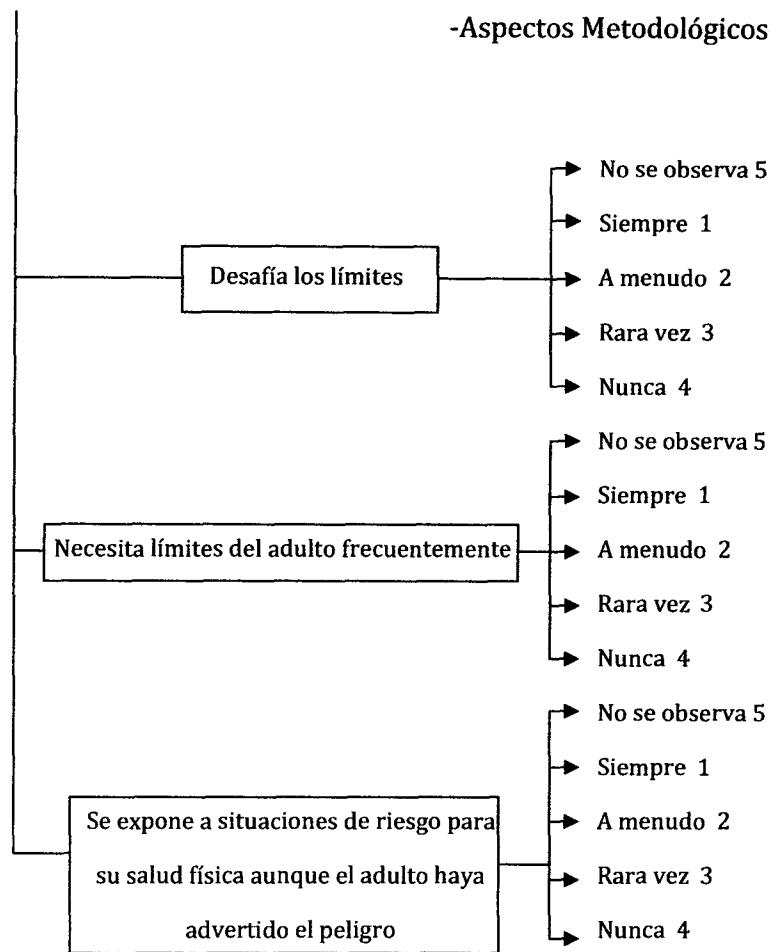 -Aspectos Metodológicos
Desafía los límites
No se observa 5
Siempre 1
A menudo 2
Rara vez 3
Nunca 4
Necesita límites del adulto frecuentemente
No se observa 5
Siempre 1
A menudo 2
Rara vez 3
Nunca 4
Se expone a situaciones de riesgo para
su salud física aunque el adulto haya
advertido el peligro
No se observa 5
Siempre 1
A menudo 2
Rara vez 3
Nunca 4